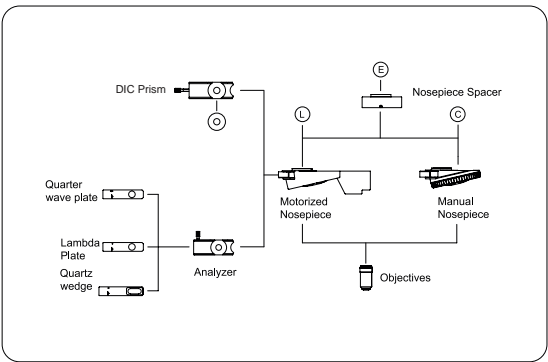 E
DIC Prism
Nosepiece Spacer
L
C
Quarter
wave plate
Motorized
Nosepiece
Manual
Nosepiece
Lambda
Plate
Analyzer
Quartz
wedge
Objectives